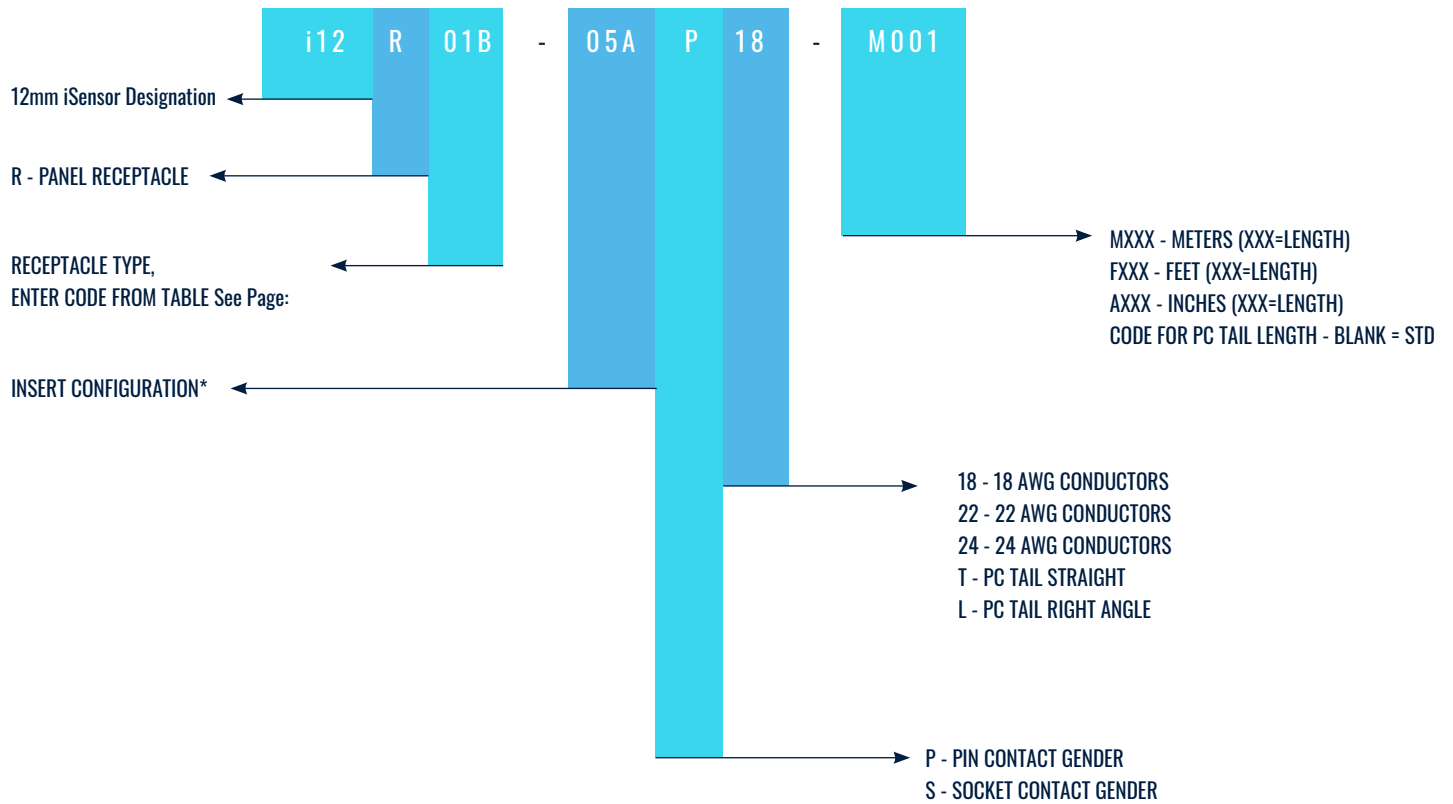 i12 R 01B - 05A P 18 - M001
12mm iSensor Designation
R - PANEL RECEPTACLE
RECEPTACLE TYPE,
ENTER CODE FROM TABLE See Page:
INSERT CONFIGURATION*
MXXX - METERS (XXX=LENGTH)
FXXX - FEET (XXX=LENGTH)
AXXX - INCHES (XXX=LENGTH)
CODE FOR PC TAIL LENGTH - BLANK = STD
18 - 18 AWG CONDUCTORS
22 - 22 AWG CONDUCTORS
24 - 24 AWG CONDUCTORS
T - PC TAIL STRAIGHT
L - PC TAIL RIGHT ANGLE
P - PIN CONTACT GENDER
S - SOCKET CONTACT GENDER